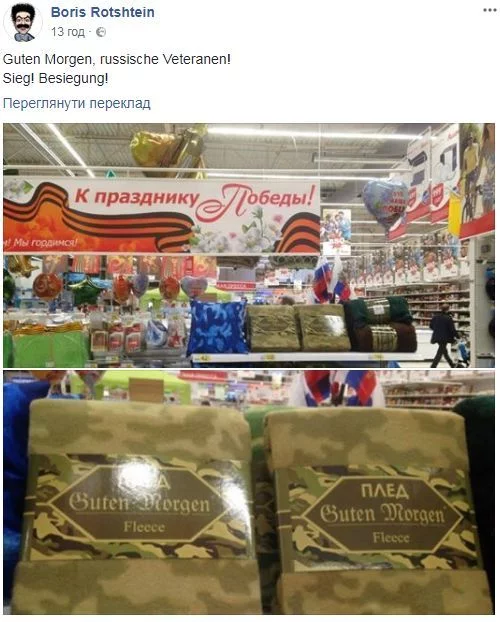 Boris Rotshtein
13 год
Guten Morgen, russische Veteranen!
Sieg! Besiegung!
Переглянути переклад
К празднику Победы!
! Мы гордимся!
ПЛЕД
Guten Morgen
Fleece
ПЛЕД
Guten Morgen
Fleece